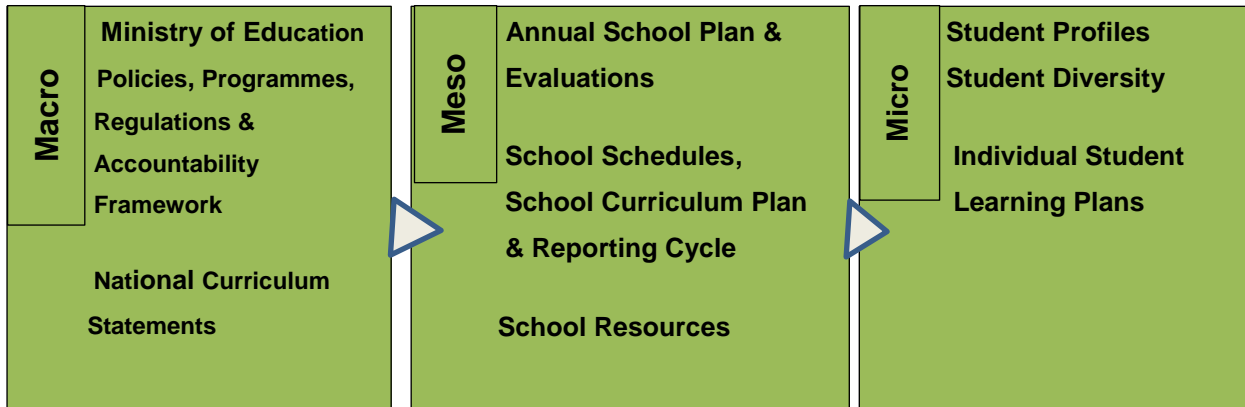 Macro
Ministry of Education
Policies, Programmes,
Regulations &
Accountability
Framework
National Curriculum
Statements
Meso
Annual School Plan &
Evaluations
School Schedules,
School Curriculum Plan
& Reporting Cycle
School Resources
Micro
Student Profiles
Student Diversity
Individual Student
Learning Plans